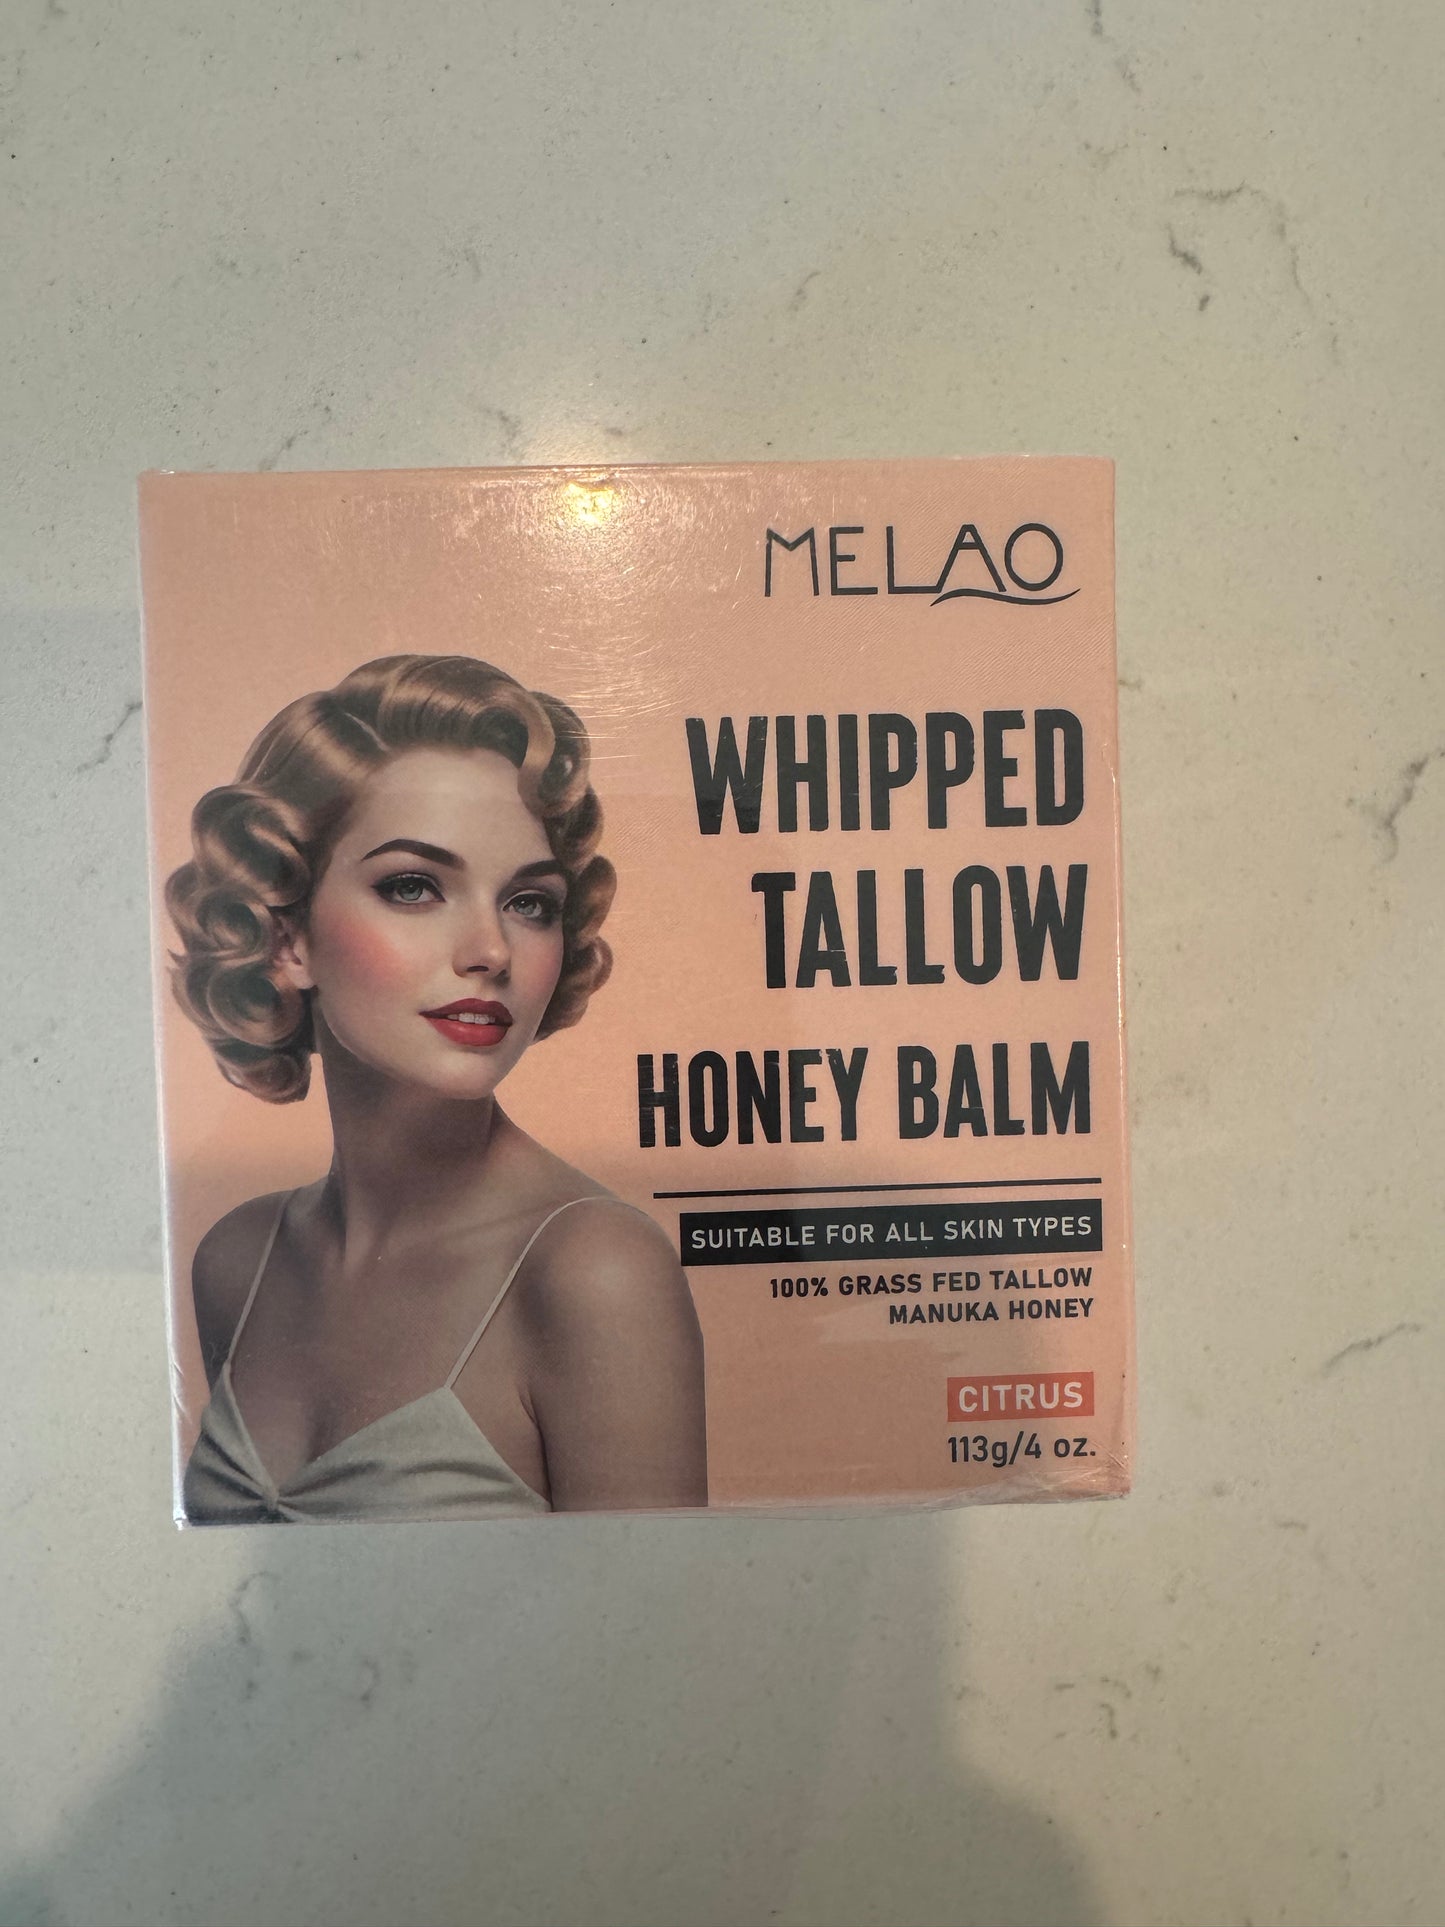 MELAO
WHIPPED
TALLOW
HONEY BALM
SUITABLE FOR ALL SKIN TYPES
100% GRASS FED TALLOW
MANUKA HONEY
CITRUS
113g/4 oz.